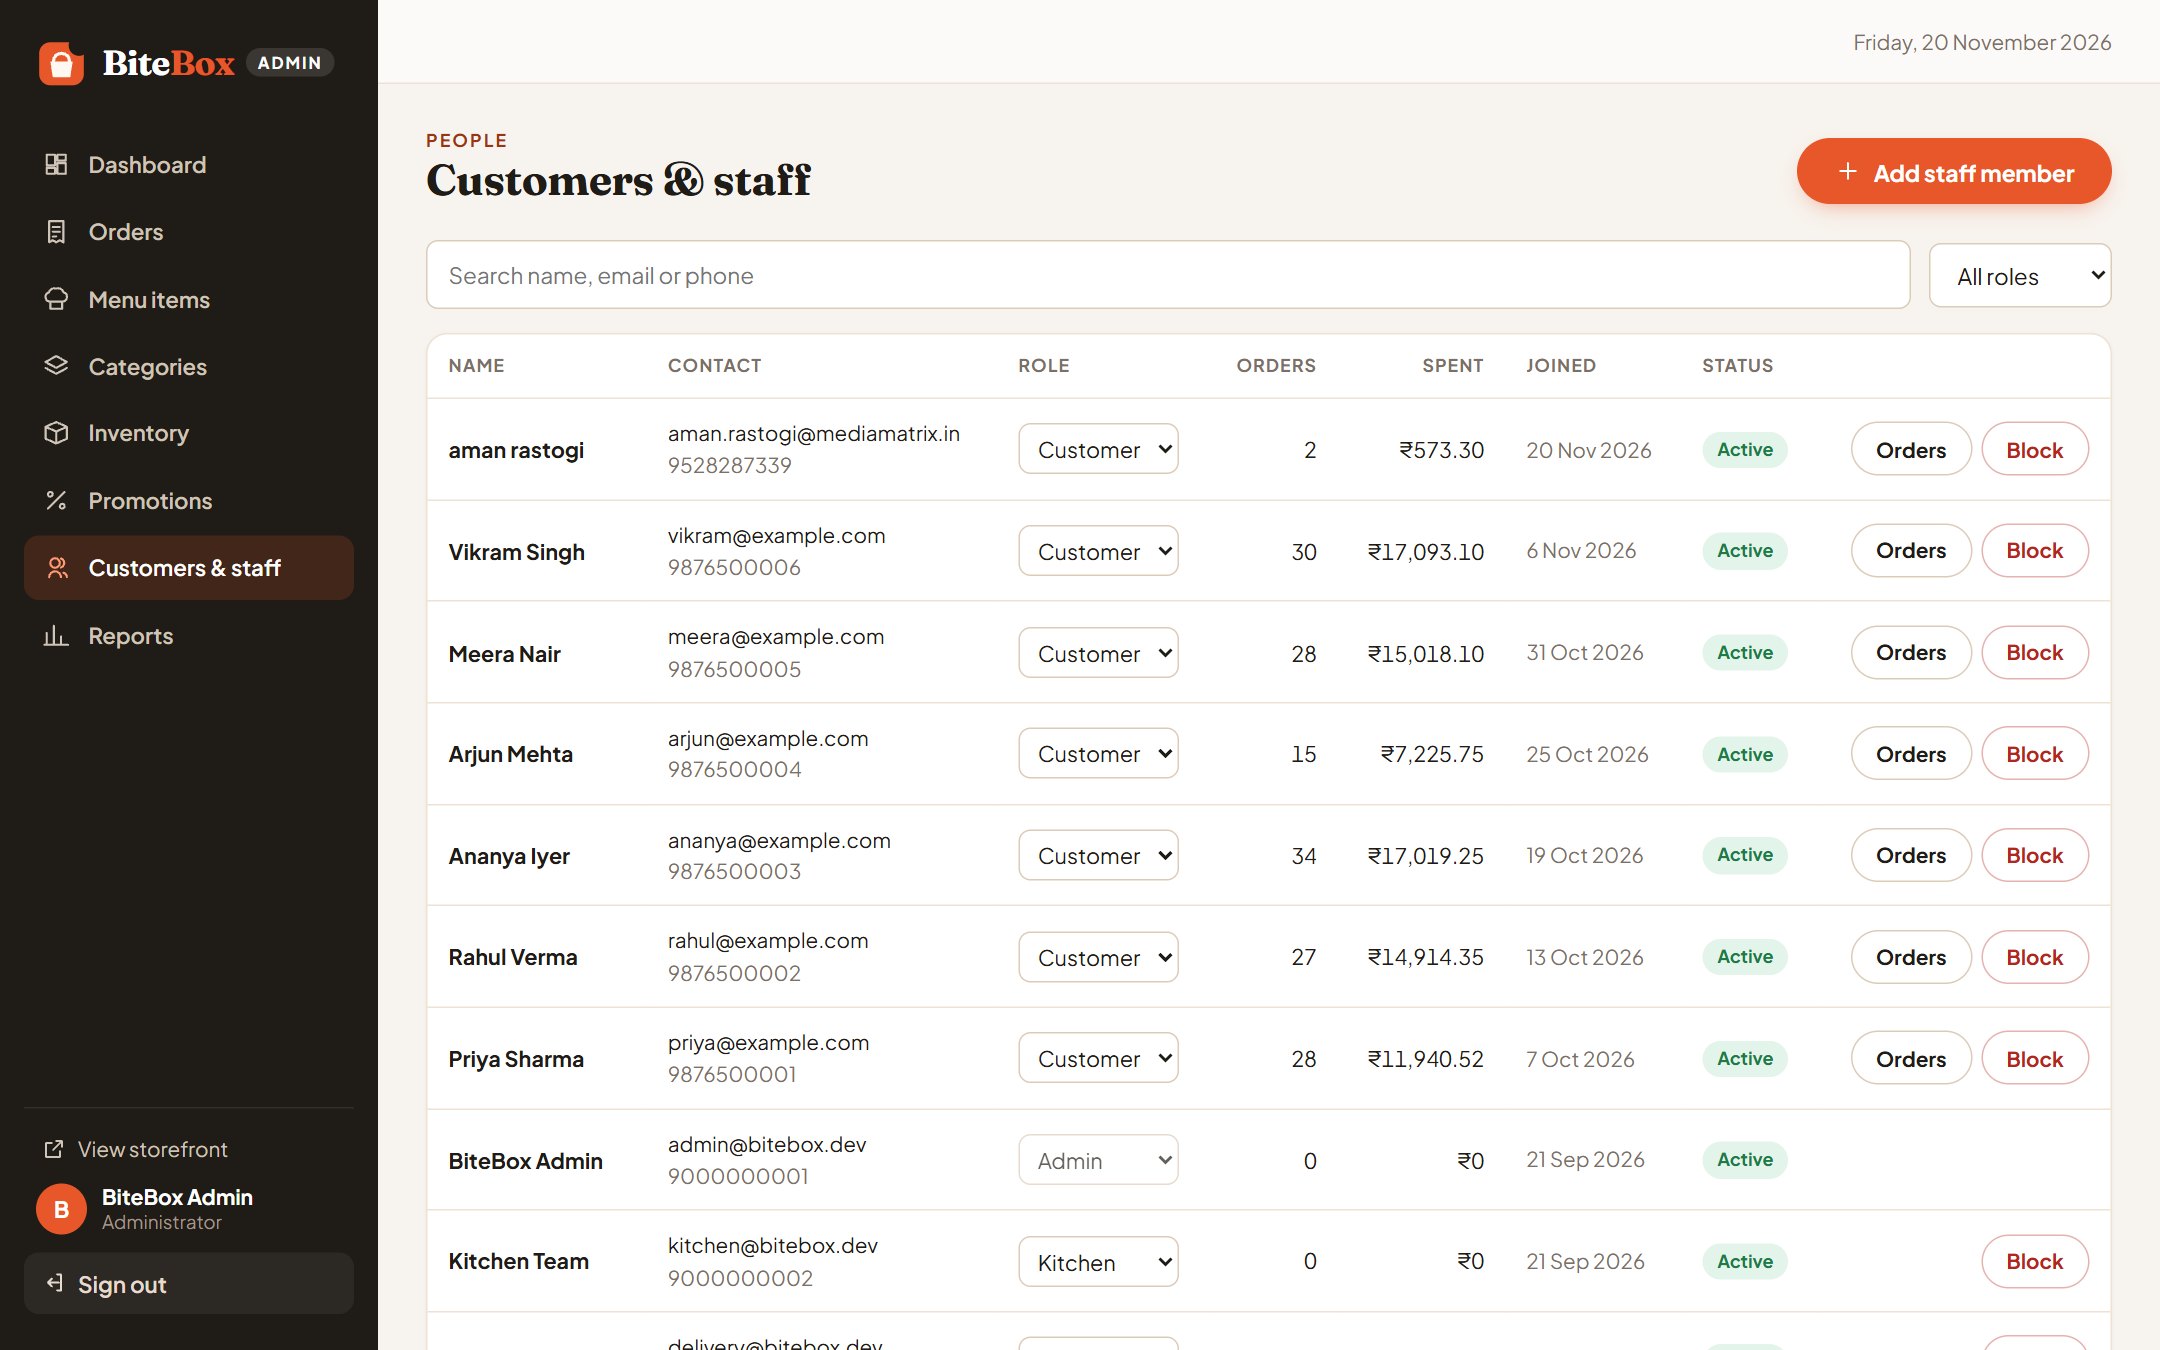 BiteBox ADMIN
Friday, 20 November 2026
Dashboard
Orders
Menu items
Categories
Inventory
Promotions
Customers & staff
Reports
View storefront
B
BiteBox Admin
Administrator
Sign out
PEOPLE
Customers & staff
+ Add staff member
Search name, email or phone
All roles
NAME CONTACT ROLE ORDERS SPENT JOINED STATUS
aman rastogi aman.rastogi@mediamatrix.in 9528287339 Customer 2 ₹573.30 20 Nov 2026 Active Orders Block
Vikram Singh vikram@example.com 9876500006 Customer 30 ₹17,093.10 6 Nov 2026 Active Orders Block
Meera Nair meera@example.com 9876500005 Customer 28 ₹15,018.10 31 Oct 2026 Active Orders Block
Arjun Mehta arjun@example.com 9876500004 Customer 15 ₹7,225.75 25 Oct 2026 Active Orders Block
Ananya Iyer ananya@example.com 9876500003 Customer 34 ₹17,019.25 19 Oct 2026 Active Orders Block
Rahul Verma rahul@example.com 9876500002 Customer 27 ₹14,914.35 13 Oct 2026 Active Orders Block
Priya Sharma priya@example.com 9876500001 Customer 28 ₹11,940.52 7 Oct 2026 Active Orders Block
BiteBox Admin admin@bitebox.dev 9000000001 Admin 0 ₹0 21 Sep 2026 Active
Kitchen Team kitchen@bitebox.dev 9000000002 Kitchen 0 ₹0 21 Sep 2026 Active Block
delivery@bitebox.dev